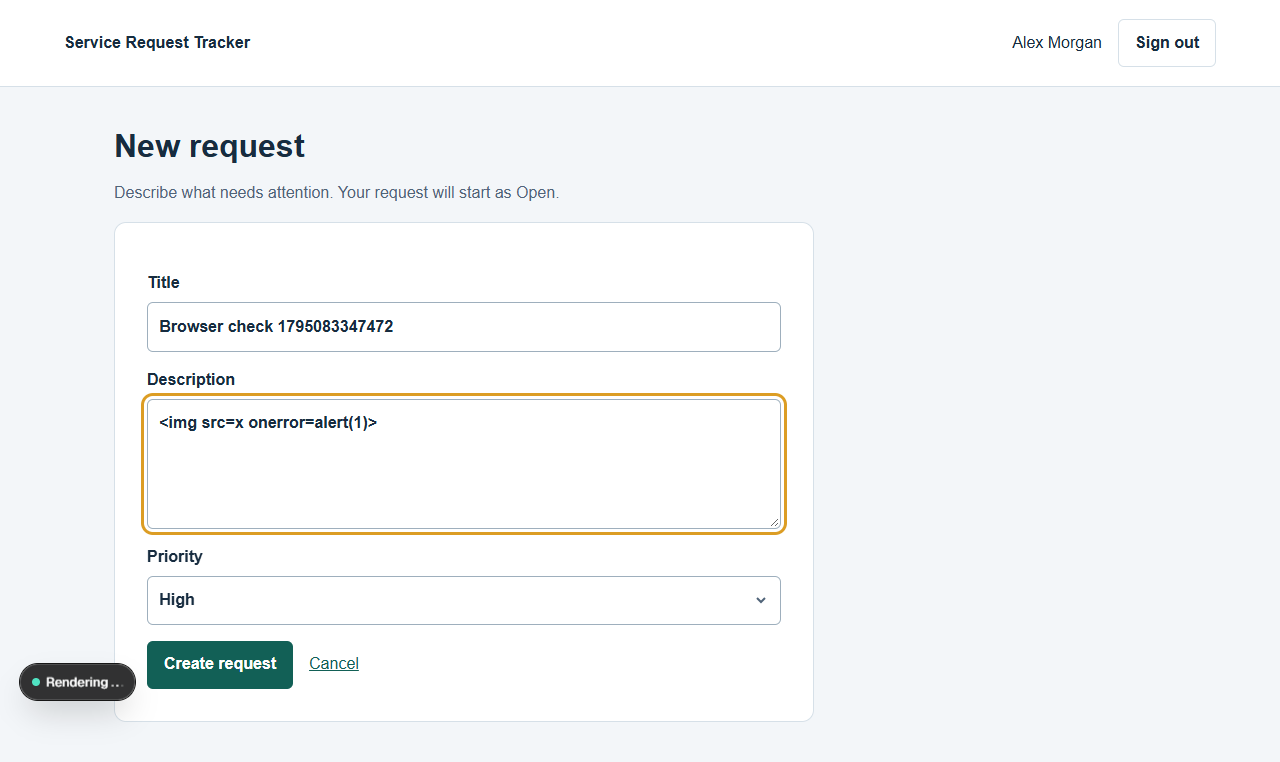 Service Request Tracker
Alex Morgan
Sign out
New request
Describe what needs attention. Your request will start as Open.
Title
Browser check 1795083347472
Description
<img src=x onerror=alert(1)>
Priority
High
Create request
Cancel
Rendering ...